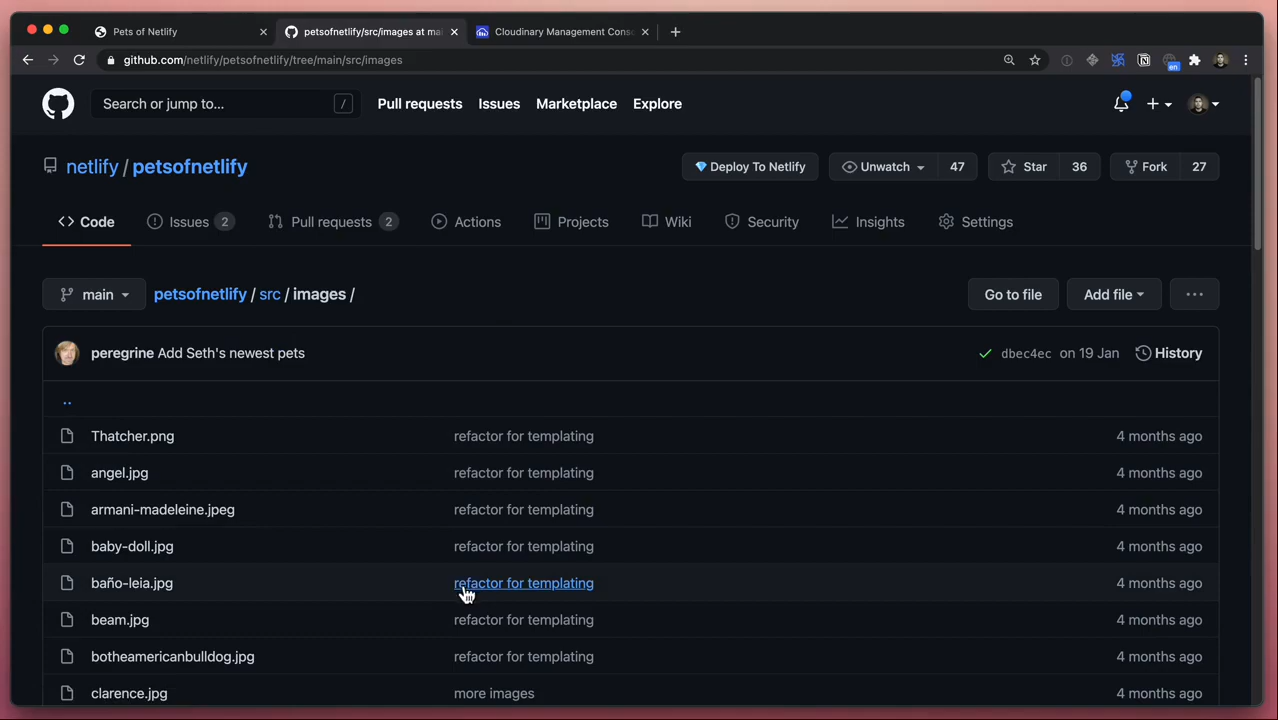 Pets of Netlify
petsofnetlify/src/images at mai
Cloudinary Management Conso
github.com/netlify/petsofnetlify/tree/main/src/images
en
Search or jump to...
/
Pull requests
Issues
Marketplace
Explore
netlify / petsofnetlify
Deploy To Netlify
Unwatch 47
Star 36
Fork 27
Code
Issues 2
Pull requests 2
Actions
Projects
Wiki
Security
Insights
Settings
main
petsofnetlify / src / images /
Go to file
Add file
peregrine Add Seth's newest pets
dbec4ec on 19 Jan
History
..
Thatcher.png refactor for templating 4 months ago
angel.jpg refactor for templating 4 months ago
armani-madeleine.jpeg refactor for templating 4 months ago
baby-doll.jpg refactor for templating 4 months ago
baño-leia.jpg refactor for templating 4 months ago
beam.jpg refactor for templating 4 months ago
botheamericanbulldog.jpg refactor for templating 4 months ago
clarence.jpg more images 4 months ago